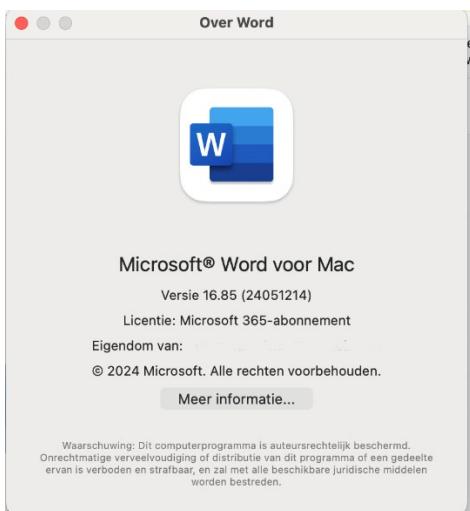 Over Word
W
Microsoft® Word voor Mac
Versie 16.85 (24051214)
Licentie: Microsoft 365-abonnement
Eigendom van:
© 2024 Microsoft. Alle rechten voorbehouden.
Meer informatie...
Waarschuwing: Dit computerprogramma is auteursrechtelijk beschermd.
Onrechtmatige verveelvoudiging of distributie van dit programma of een gedeelte
ervan is verboden en strafbaar, en zal met alle beschikbare juridische middelen
worden bestreden.